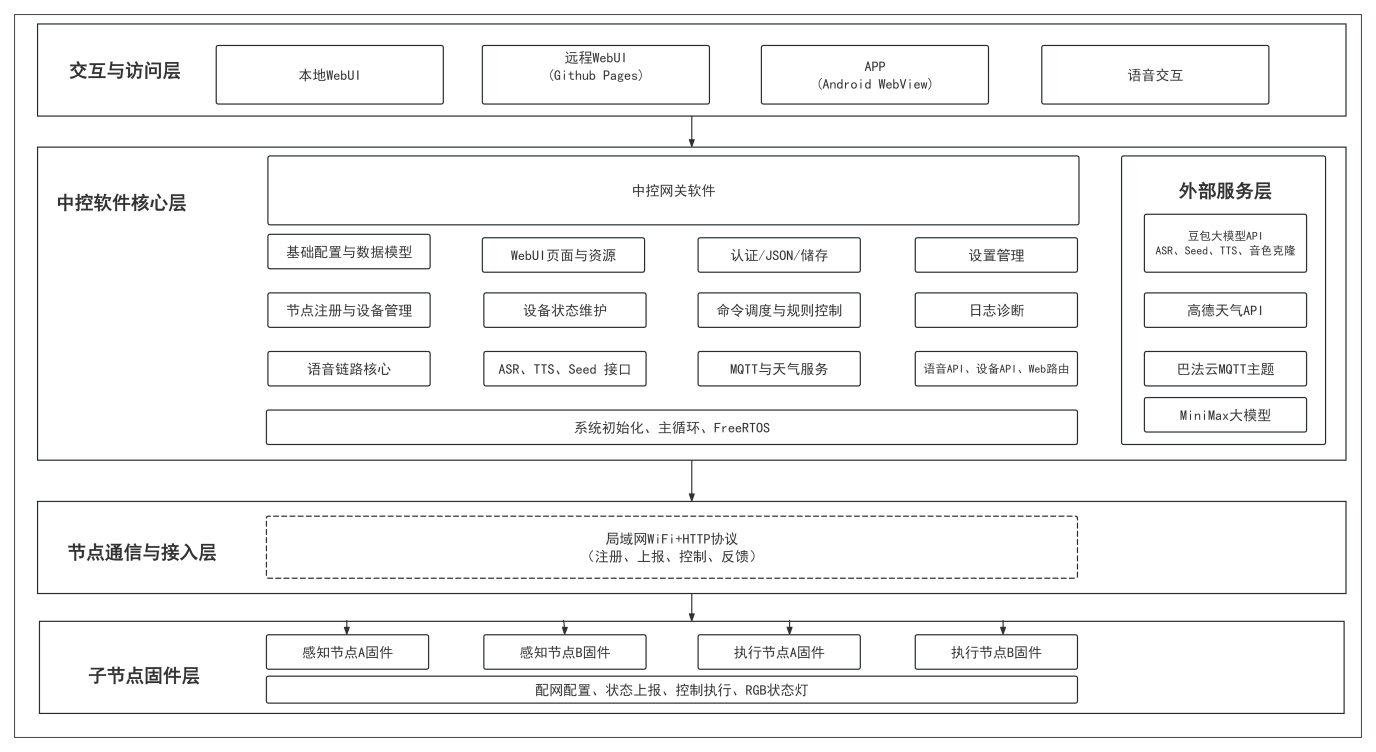 交互与访问层
本地WebUI
远程WebUI
(Github Pages)
APP
(Android WebView)
语音交互
中控软件核心层
中控网关软件
基础配置与数据模型
WebUI页面与资源
认证/JSON/储存
设置管理
节点注册与设备管理
设备状态维护
命令调度与规则控制
日志诊断
语音链路核心
ASR、TTS、Seed 接口
MQTT与天气服务
语音API、设备API、Web路由
系统初始化、主循环、FreeRTOS
外部服务层
豆包大模型API
ASR、Seed、TTS、音色克隆
高德天气API
巴法云MQTT主题
MiniMax大模型
节点通信与接入层
局域网WiFi+HTTP协议
（注册、上报、控制、反馈）
子节点固件层
感知节点A固件
感知节点B固件
执行节点A固件
执行节点B固件
配网配置、状态上报、控制执行、RGB状态灯